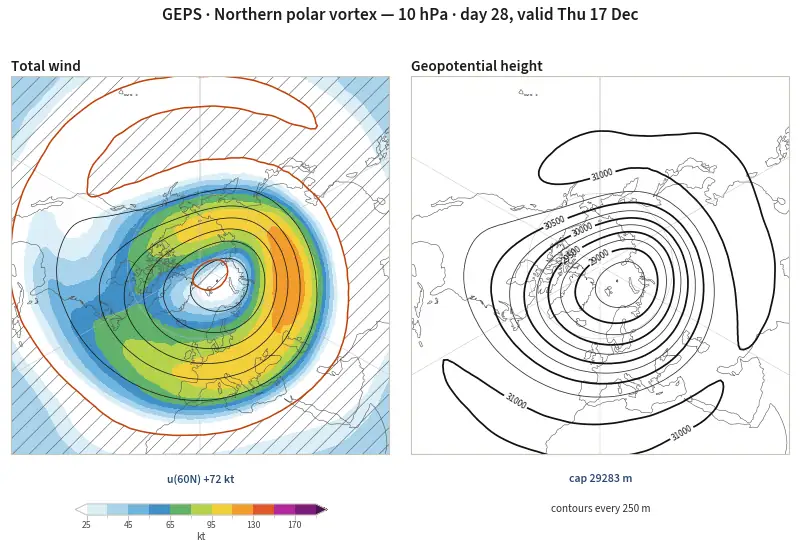 GEPS · Northern polar vortex — 10 hPa · day 28, valid Thu 17 Dec
Total wind
Geopotential height
31000
30500
30000
29000
31000
31000
u(60N) +72 kt
cap 29283 m
contours every 250 m
25 45 65 95 130 170
kt